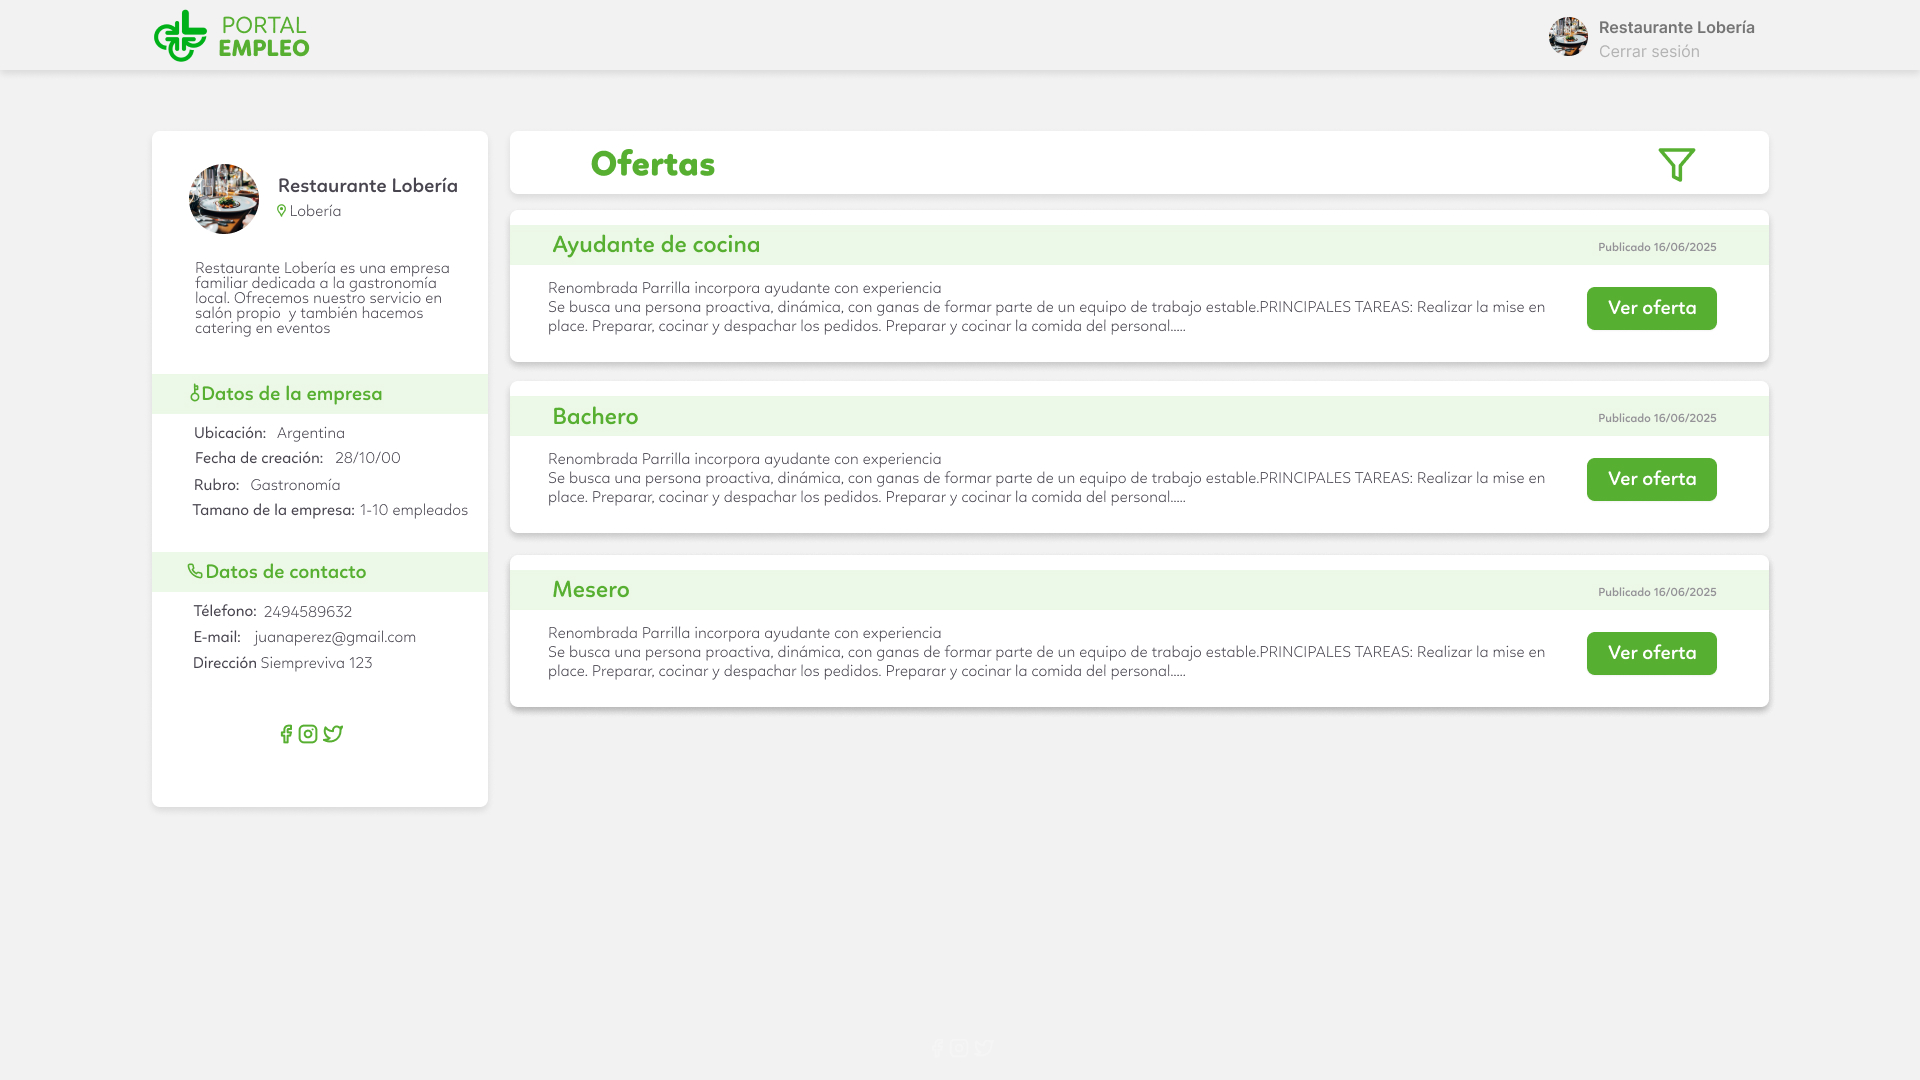 PORTAL
EMPLEO
Restaurante Lobería
Cerrar sesión
Restaurante Lobería
Lobería
Restaurante Lobería es una empresa
familiar dedicada a la gastronomía
local. Ofrecemos nuestro servicio en
salón propio  y también hacemos
catering en eventos
Datos de la empresa
Ubicación: Argentina
Fecha de creación: 28/10/00
Rubro: Gastronomía
Tamano de la empresa: 1-10 empleados
Datos de contacto
Télefono: 2494589632
E-mail: juanaperez@gmail.com
Dirección Siempreviva 123
Ofertas
Ayudante de cocina
Publicado 16/06/2025
Renombrada Parrilla incorpora ayudante con experiencia
Se busca una persona proactiva, dinámica, con ganas de formar parte de un equipo de trabajo estable.PRINCIPALES TAREAS: Realizar la mise en
place. Preparar, cocinar y despachar los pedidos. Preparar y cocinar la comida del personal.....
Ver oferta
Bachero
Publicado 16/06/2025
Renombrada Parrilla incorpora ayudante con experiencia
Se busca una persona proactiva, dinámica, con ganas de formar parte de un equipo de trabajo estable.PRINCIPALES TAREAS: Realizar la mise en
place. Preparar, cocinar y despachar los pedidos. Preparar y cocinar la comida del personal.....
Ver oferta
Mesero
Publicado 16/06/2025
Renombrada Parrilla incorpora ayudante con experiencia
Se busca una persona proactiva, dinámica, con ganas de formar parte de un equipo de trabajo estable.PRINCIPALES TAREAS: Realizar la mise en
place. Preparar, cocinar y despachar los pedidos. Preparar y cocinar la comida del personal.....
Ver oferta